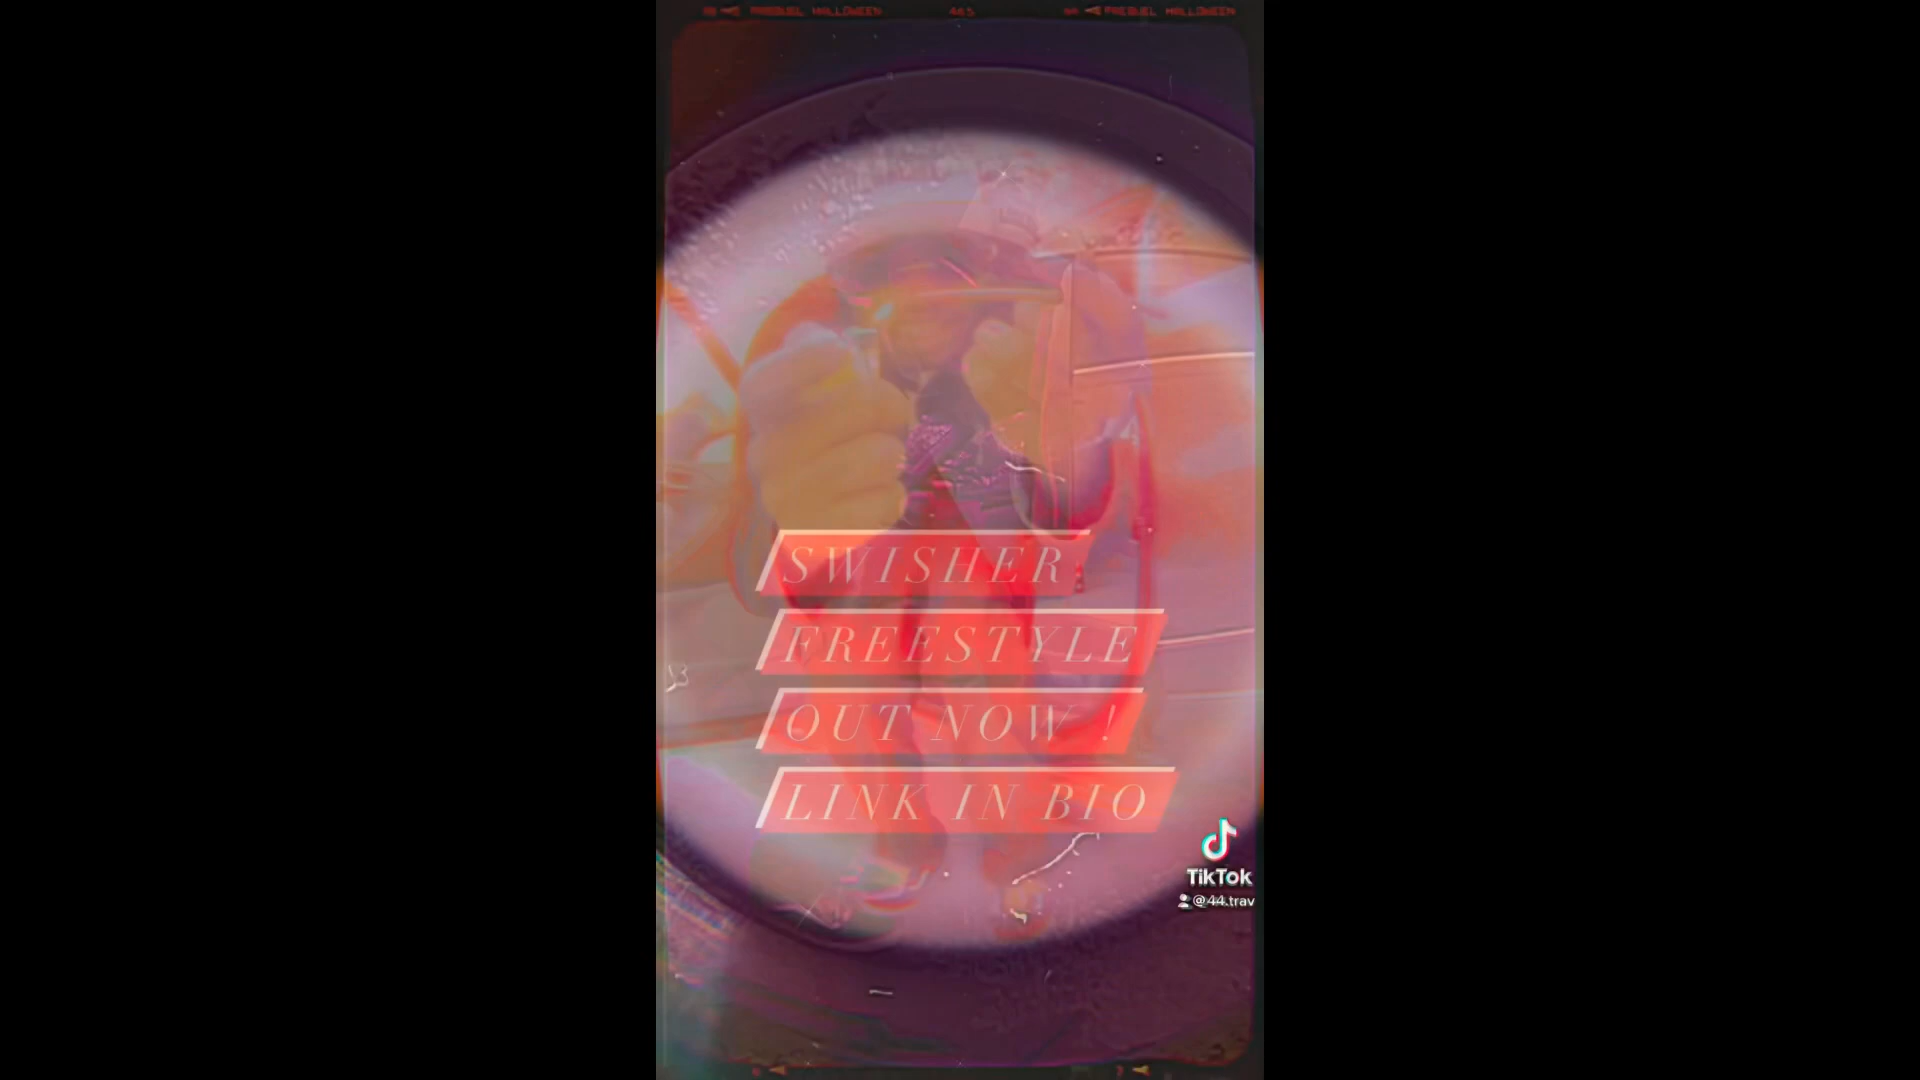 SWISHER
FREESTYLE
OUT NOW !
LINK IN BIO
TikTok
@44.trav